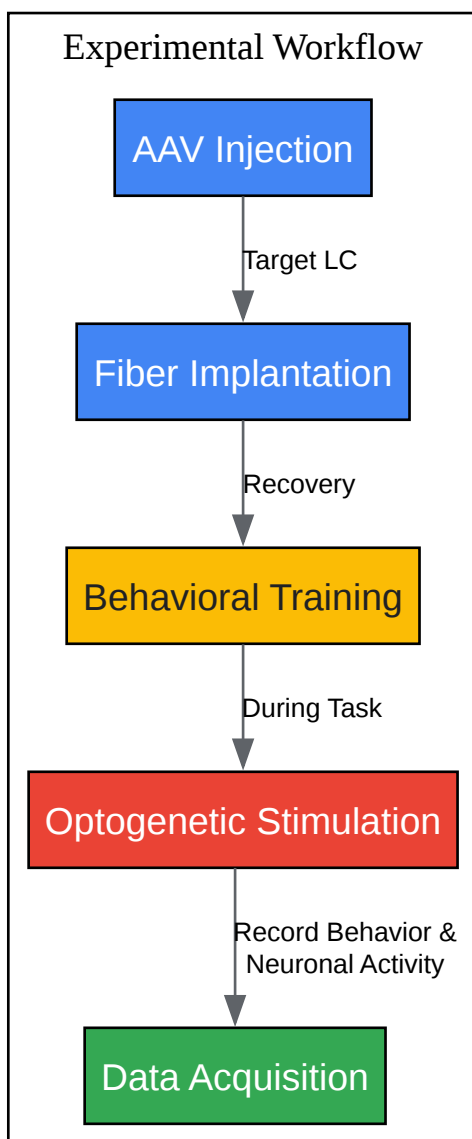 Experimental Workflow
AAV Injection
Target LC
Fiber Implantation
Recovery
Behavioral Training
During Task
Optogenetic Stimulation
Record Behavior &
Neuronal Activity
Data Acquisition